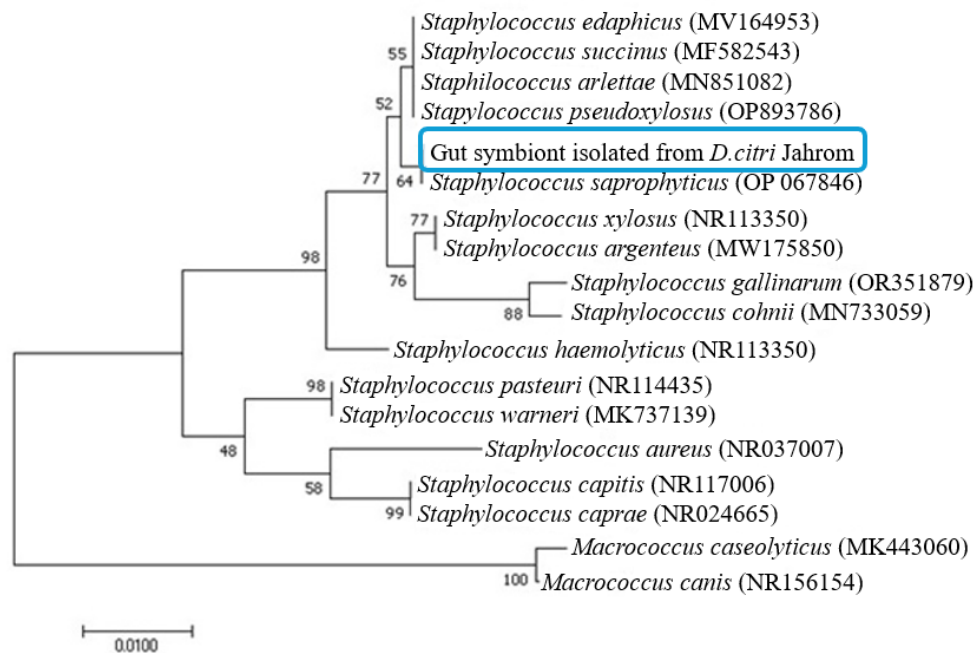 Staphylococcus edaphicus (MV164953)
55
Staphylococcus succinus (MF582543)
Staphilococcus arlettae (MN851082)
52
Stapylococcus pseudoxylosus (OP893786)
Gut symbiont isolated from D.citri Jahrom
77
64
Staphylococcus saprophyticus (OP 067846)
77
Staphylococcus xylosus (NR113350)
Staphylococcus argenteus (MW175850)
98
76
Staphylococcus gallinarum (OR351879)
88
Staphylococcus cohnii (MN733059)
Staphylococcus haemolyticus (NR113350)
98
Staphylococcus pasteuri (NR114435)
Staphylococcus warneri (MK737139)
48
Staphylococcus aureus (NR037007)
58
Staphylococcus capitis (NR117006)
99
Staphylococcus caprae (NR024665)
Macrococcus caseolyticus (MK443060)
100
Macrococcus canis (NR156154)
0.0100